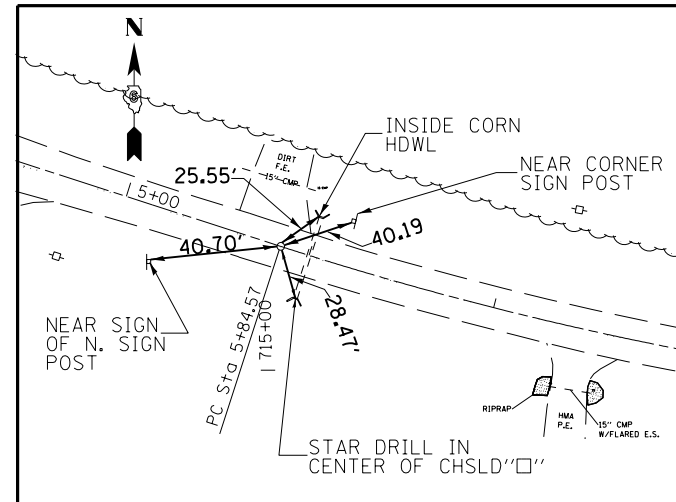 N
INSIDE CORN
HDWL
DIRT
F.E.
15" CMP
NEAR CORNER
SIGN POST
25.55'
5+00
40.19
40.70'
28.47'
NEAR SIGN
OF N. SIGN
POST
PC Sta 5+84.57
715+00
RIPRAP
HMA
P.E.
15" CMP
W/FLARED E.S.
STAR DRILL IN
CENTER OF CHSLD"□"